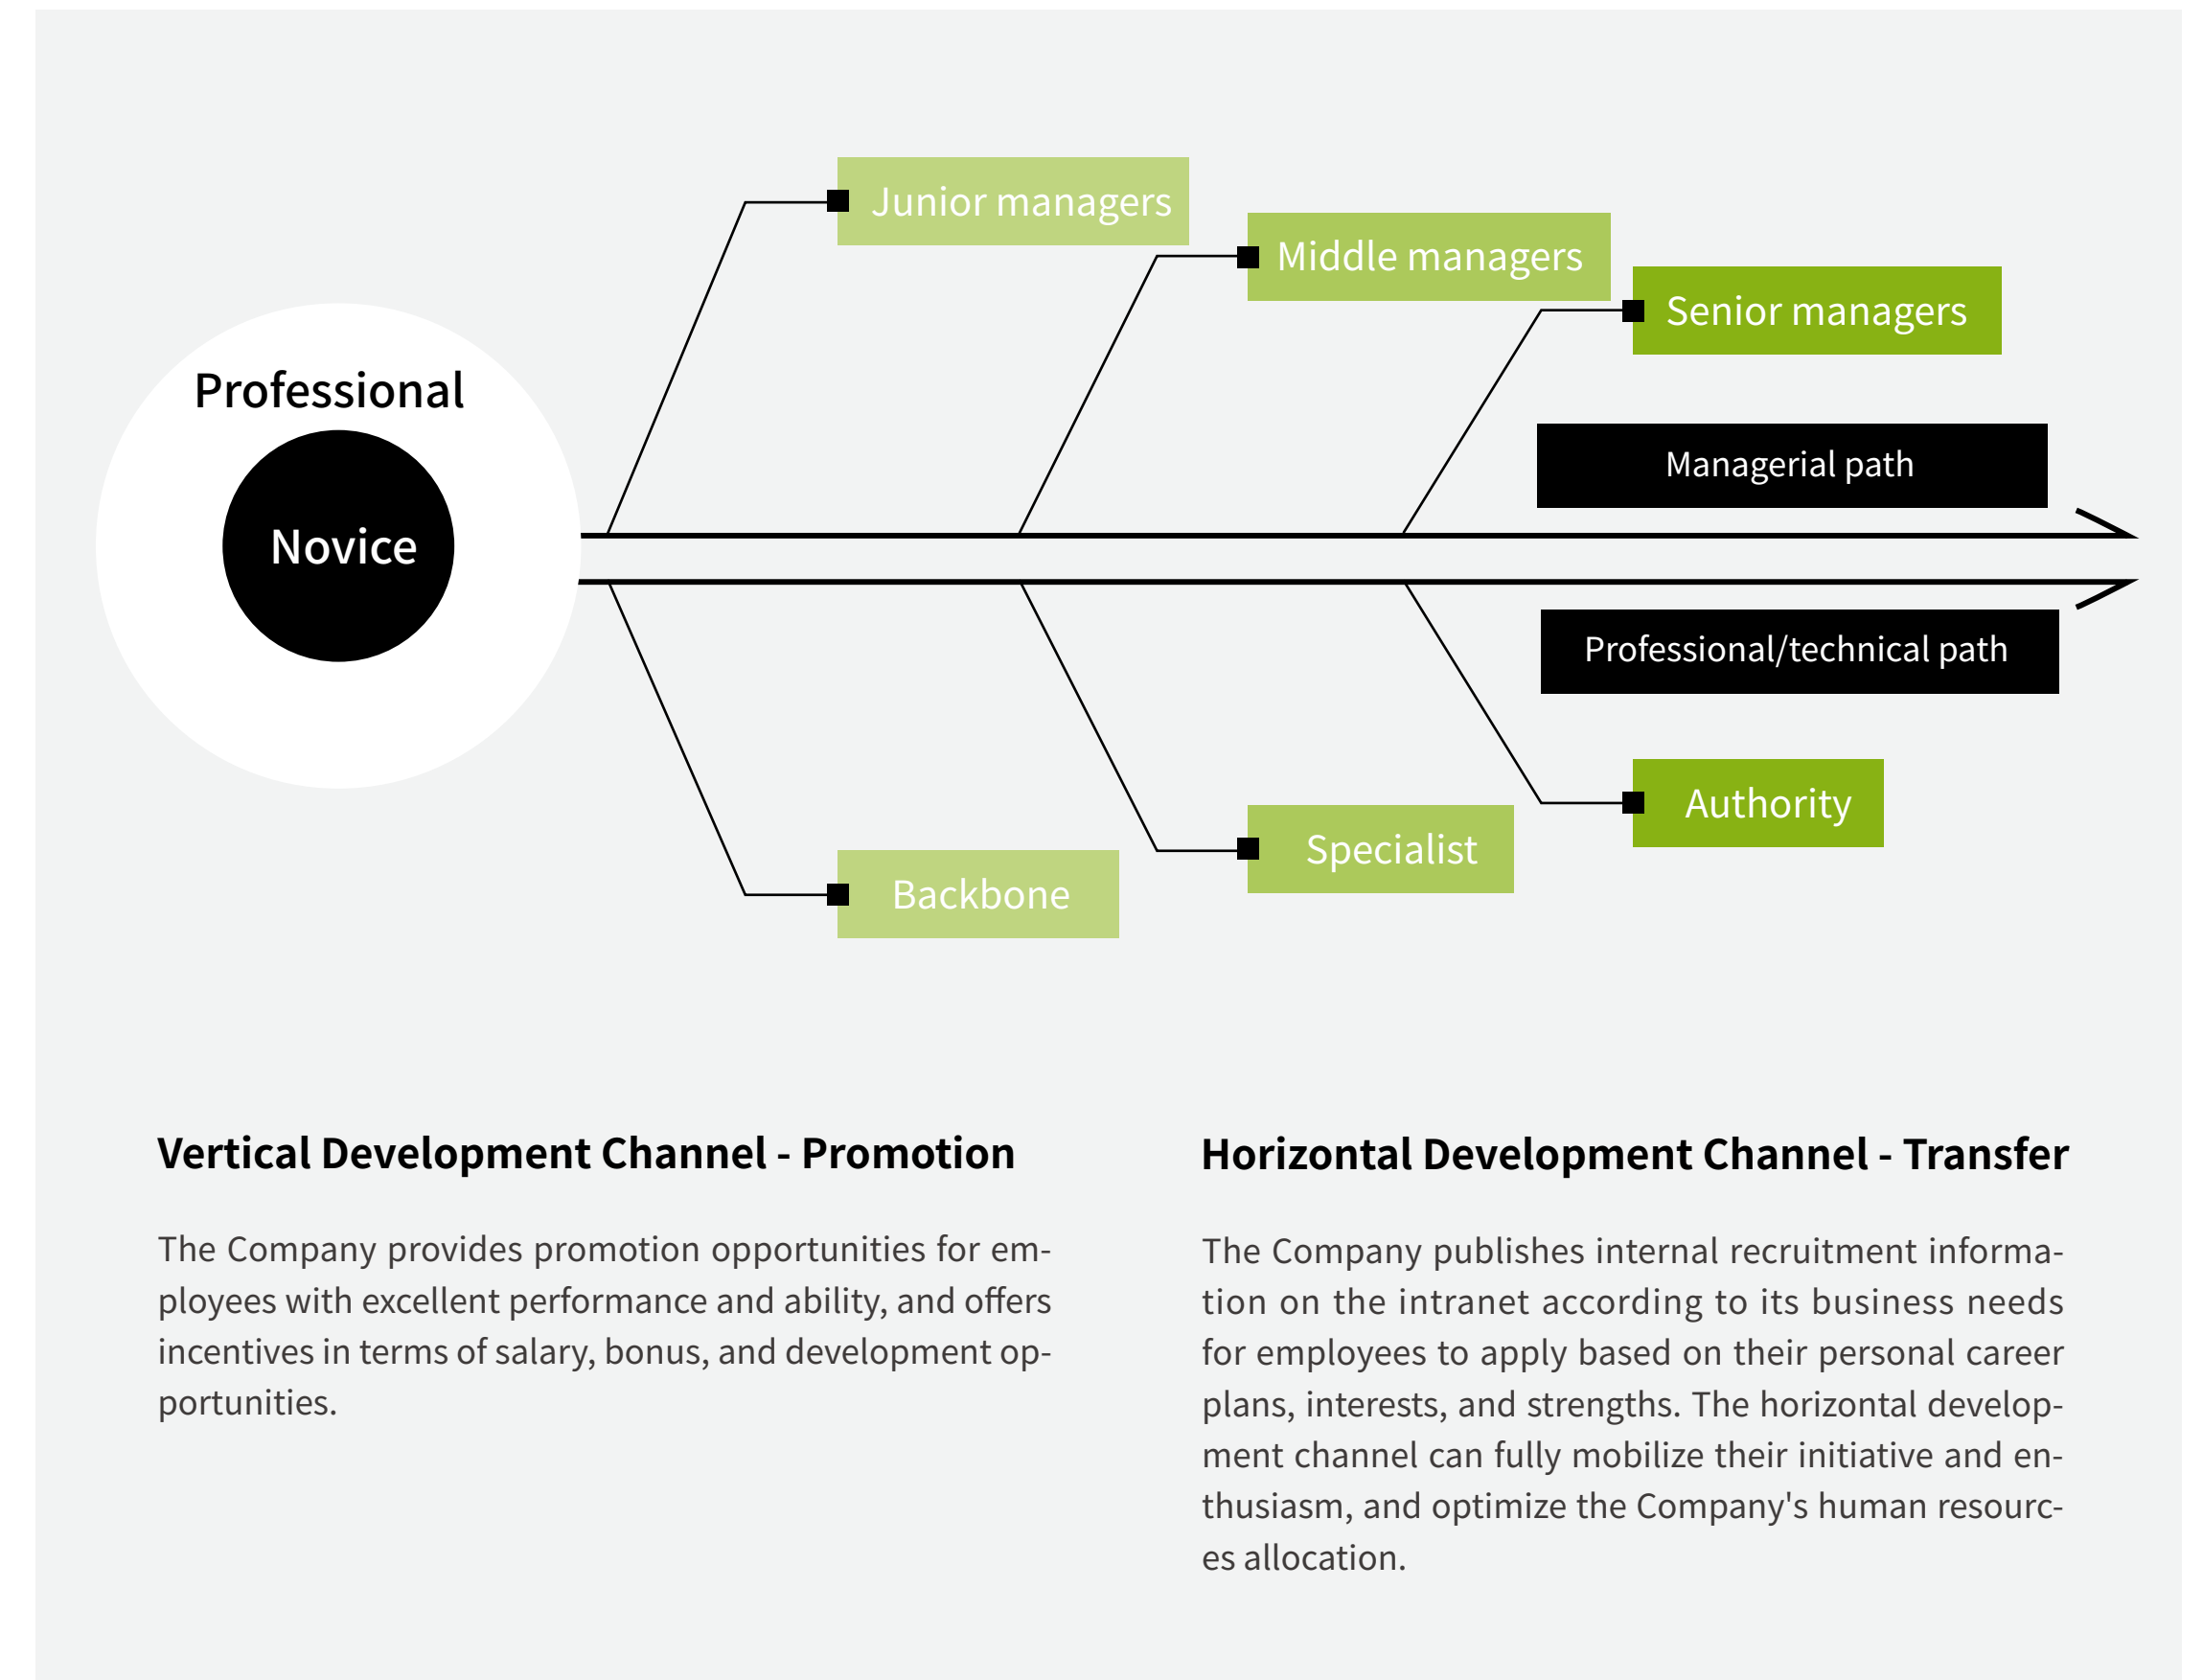 Junior managers
Middle managers
Senior managers
Professional
Novice
Managerial path
Professional/technical path
Authority
Specialist
Backbone
Vertical Development Channel - Promotion
The Company provides promotion opportunities for em-
ployees with excellent performance and ability, and offers
incentives in terms of salary, bonus, and development op-
portunities.
Horizontal Development Channel - Transfer
The Company publishes internal recruitment informa-
tion on the intranet according to its business needs
for employees to apply based on their personal career
plans, interests, and strengths. The horizontal develop-
ment channel can fully mobilize their initiative and en-
thusiasm, and optimize the Company's human resourc-
es allocation.